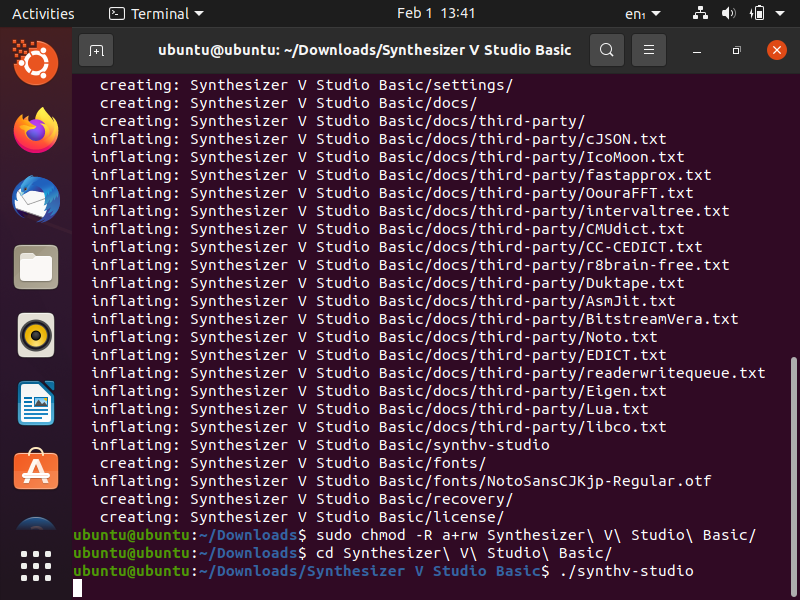 Activities Terminal Feb 1 13:41 en₁
ubuntu@ubuntu: ~/Downloads/Synthesizer V Studio Basic
creating: Synthesizer V Studio Basic/settings/
creating: Synthesizer V Studio Basic/docs/
creating: Synthesizer V Studio Basic/docs/third-party/
inflating: Synthesizer V Studio Basic/docs/third-party/cJSON.txt
inflating: Synthesizer V Studio Basic/docs/third-party/IcoMoon.txt
inflating: Synthesizer V Studio Basic/docs/third-party/fastapprox.txt
inflating: Synthesizer V Studio Basic/docs/third-party/OouraFFT.txt
inflating: Synthesizer V Studio Basic/docs/third-party/intervaltree.txt
inflating: Synthesizer V Studio Basic/docs/third-party/CMUdict.txt
inflating: Synthesizer V Studio Basic/docs/third-party/CC-CEDICT.txt
inflating: Synthesizer V Studio Basic/docs/third-party/r8brain-free.txt
inflating: Synthesizer V Studio Basic/docs/third-party/Duktape.txt
inflating: Synthesizer V Studio Basic/docs/third-party/AsmJit.txt
inflating: Synthesizer V Studio Basic/docs/third-party/BitstreamVera.txt
inflating: Synthesizer V Studio Basic/docs/third-party/Noto.txt
inflating: Synthesizer V Studio Basic/docs/third-party/EDICT.txt
inflating: Synthesizer V Studio Basic/docs/third-party/readerwritequeue.txt
inflating: Synthesizer V Studio Basic/docs/third-party/Eigen.txt
inflating: Synthesizer V Studio Basic/docs/third-party/Lua.txt
inflating: Synthesizer V Studio Basic/docs/third-party/libco.txt
inflating: Synthesizer V Studio Basic/synthv-studio
creating: Synthesizer V Studio Basic/fonts/
inflating: Synthesizer V Studio Basic/fonts/NotoSansCJKjp-Regular.otf
creating: Synthesizer V Studio Basic/recovery/
creating: Synthesizer V Studio Basic/license/
ubuntu@ubuntu:~/Downloads$ sudo chmod -R a+rw Synthesizer\ V\ Studio\ Basic/
ubuntu@ubuntu:~/Downloads$ cd Synthesizer\ V\ Studio\ Basic/
ubuntu@ubuntu:~/Downloads/Synthesizer V Studio Basic$ ./synthv-studio